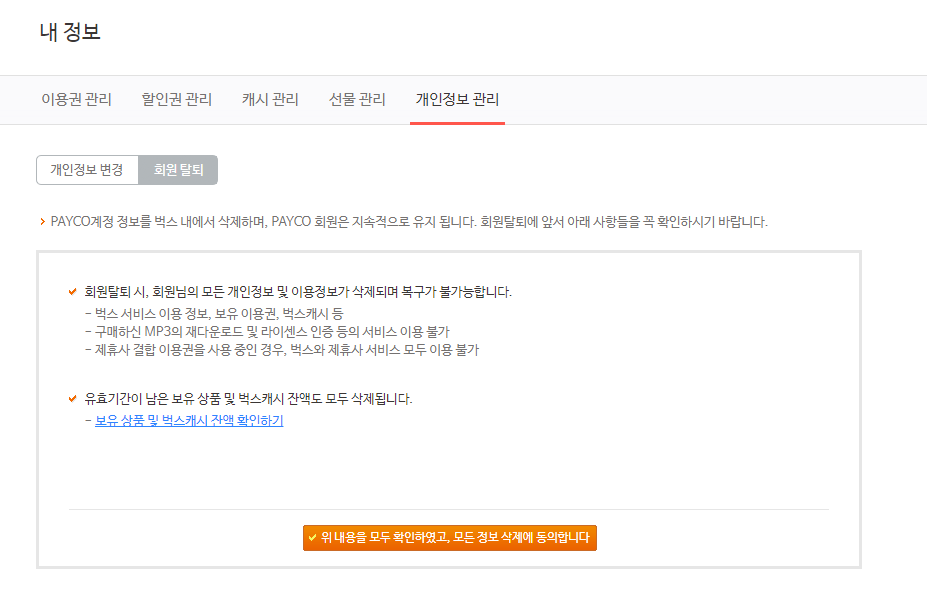 내 정보
이용권 관리 할인권 관리 캐시 관리 선물 관리 개인정보 관리
개인정보 변경 회원 탈퇴
PAYCO계정 정보를 벅스 내에서 삭제하며, PAYCO 회원은 지속적으로 유지 됩니다. 회원탈퇴에 앞서 아래 사항들을 꼭 확인하시기 바랍니다.
회원탈퇴 시, 회원님의 모든 개인정보 및 이용정보가 삭제되며 복구가 불가능합니다.
- 벅스 서비스 이용 정보, 보유 이용권, 벅스캐시 등
- 구매하신 MP3의 재다운로드 및 라이센스 인증 등의 서비스 이용 불가
- 제휴사 결합 이용권을 사용 중인 경우, 벅스와 제휴사 서비스 모두 이용 불가
유효기간이 남은 보유 상품 및 벅스캐시 잔액도 모두 삭제됩니다.
- 보유 상품 및 벅스캐시 잔액 확인하기
위 내용을 모두 확인하였고, 모든 정보 삭제에 동의합니다